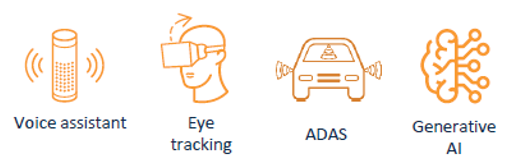 Voice assistant
Eye
tracking
ADAS
Generative
AI